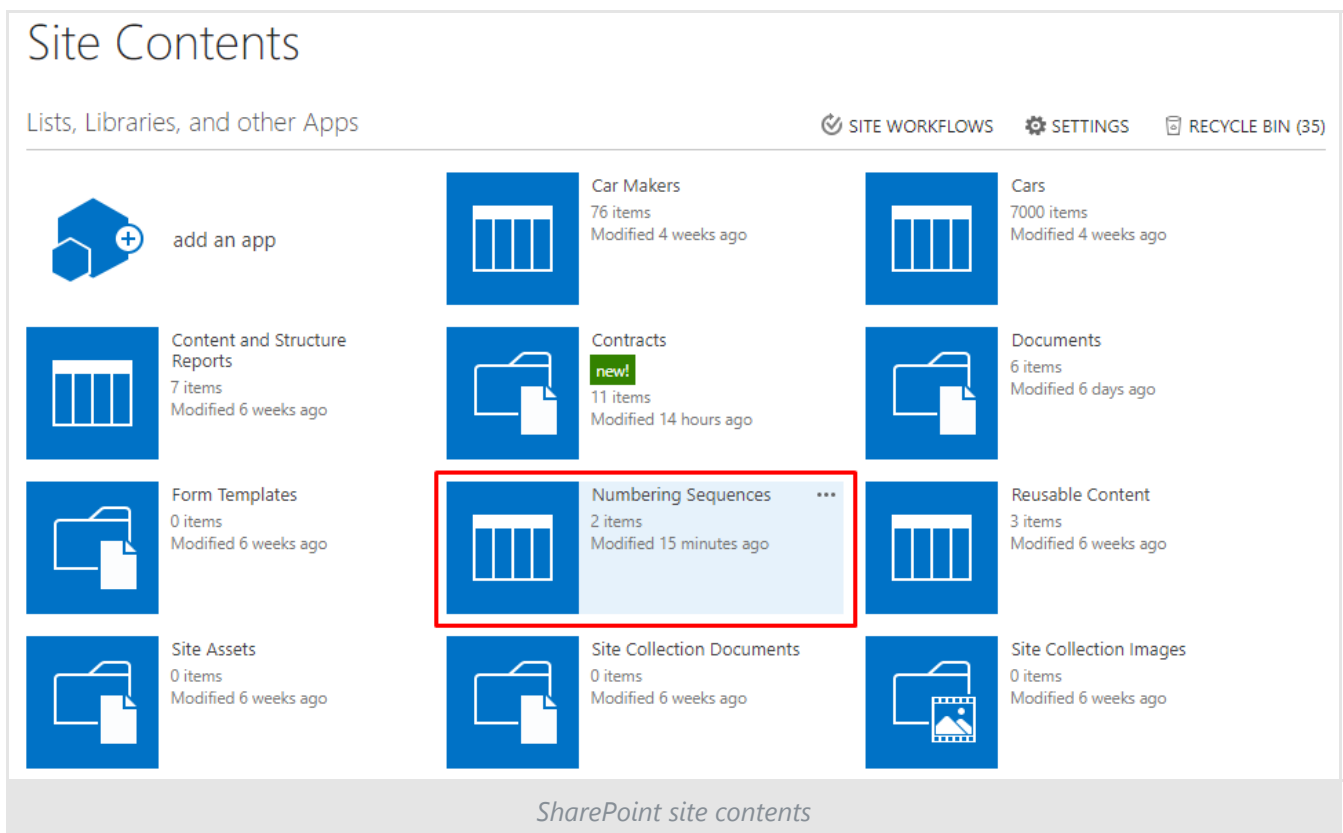 Site Contents
Lists, Libraries, and other Apps
SITE WORKFLOWS
SETTINGS
RECYCLE BIN (35)
add an app
Car Makers
76 items
Modified 4 weeks ago
Cars
7000 items
Modified 4 weeks ago
Content and Structure
Reports
7 items
Modified 6 weeks ago
Contracts
new!
11 items
Modified 14 hours ago
Documents
6 items
Modified 6 days ago
Form Templates
0 items
Modified 6 weeks ago
Numbering Sequences
2 items
Modified 15 minutes ago
Reusable Content
3 items
Modified 6 weeks ago
Site Assets
0 items
Modified 6 weeks ago
Site Collection Documents
0 items
Modified 6 weeks ago
Site Collection Images
0 items
Modified 6 weeks ago
SharePoint site contents